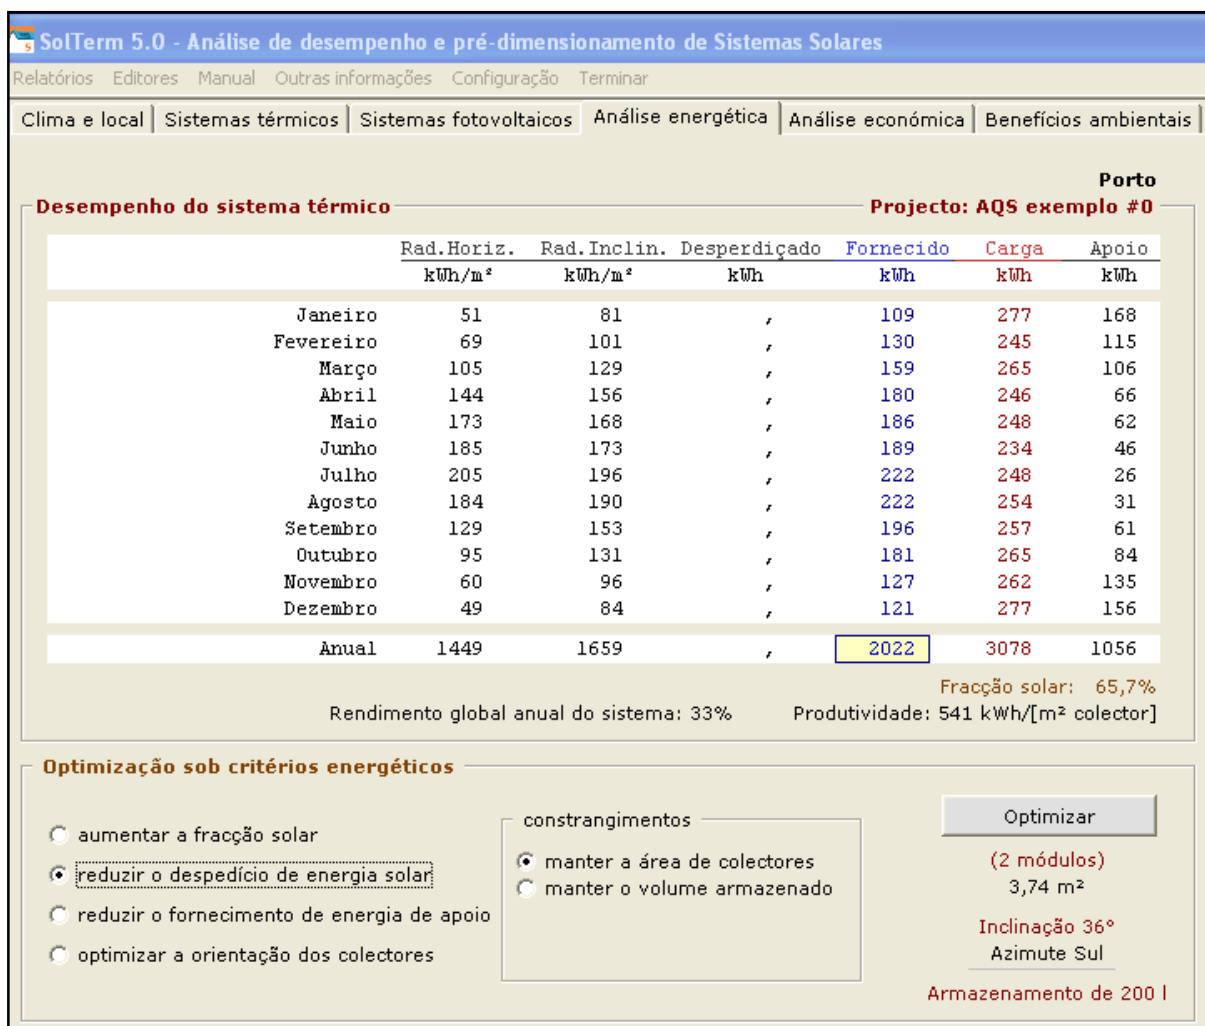 SolTerm 5.0 - Análise de desempenho e pré-dimensionamento de Sistemas Solares
Relatórios Editores Manual Outras informações Configuração Terminar
Clima e local Sistemas térmicos Sistemas fotovoltaicos Análise energética Análise económica Benefícios ambientais
Porto
Desempenho do sistema térmico Projecto: AQS exemplo #0
Rad.Horiz. Rad.Inclin. Desperdiçado Fornecido Carga Apoio
kWh/m² kWh/m² kWh kWh kWh kWh
Janeiro 51 81 , 109 277 168
Fevereiro 69 101 , 130 245 115
Março 105 129 , 159 265 106
Abril 144 156 , 180 246 66
Maio 173 168 , 186 248 62
Junho 185 173 , 189 234 46
Julho 205 196 , 222 248 26
Agosto 184 190 , 222 254 31
Setembro 129 153 , 196 257 61
Outubro 95 131 , 181 265 84
Novembro 60 96 , 127 262 135
Dezembro 49 84 , 121 277 156
Anual 1449 1659 , 2022 3078 1056
Fracção solar: 65,7%
Rendimento global anual do sistema: 33% Produtividade: 541 kWh/[m² colector]
Optimização sob critérios energéticos
aumentar a fracção solar
reduzir o despedício de energia solar
reduzir o fornecimento de energia de apoio
optimizar a orientação dos colectores
constrangimentos
manter a área de colectores
manter o volume armazenado
Optimizar
(2 módulos)
3,74 m²
Inclinação 36°
Azimute Sul
Armazenamento de 200 l